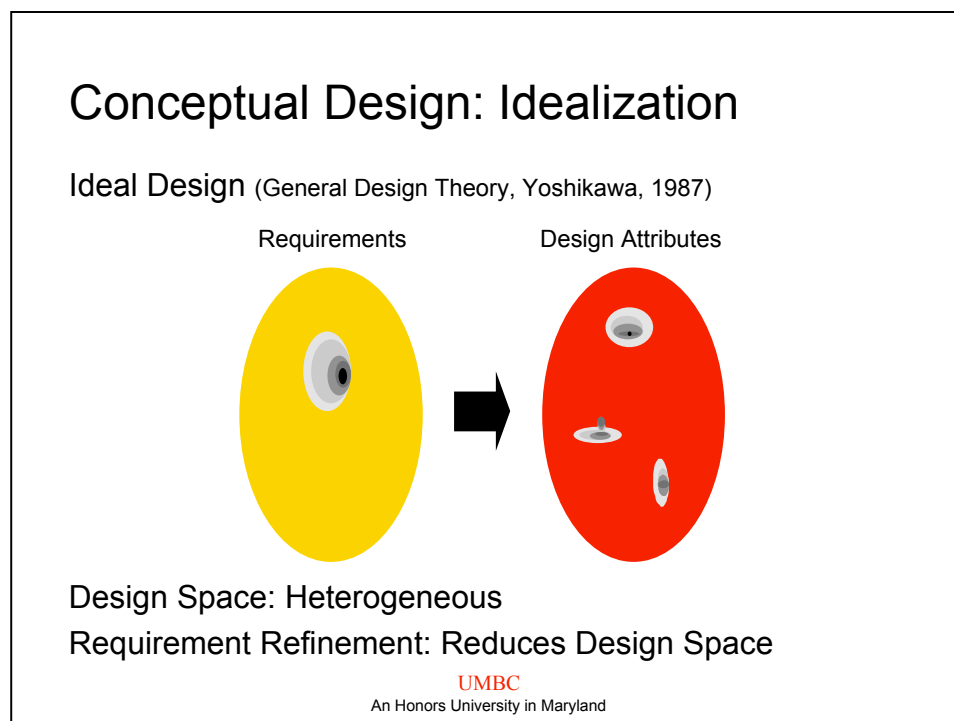 Conceptual Design: Idealization
Ideal Design (General Design Theory, Yoshikawa, 1987)
Requirements
Design Attributes
Design Space: Heterogeneous
Requirement Refinement: Reduces Design Space
UMBC
An Honors University in Maryland